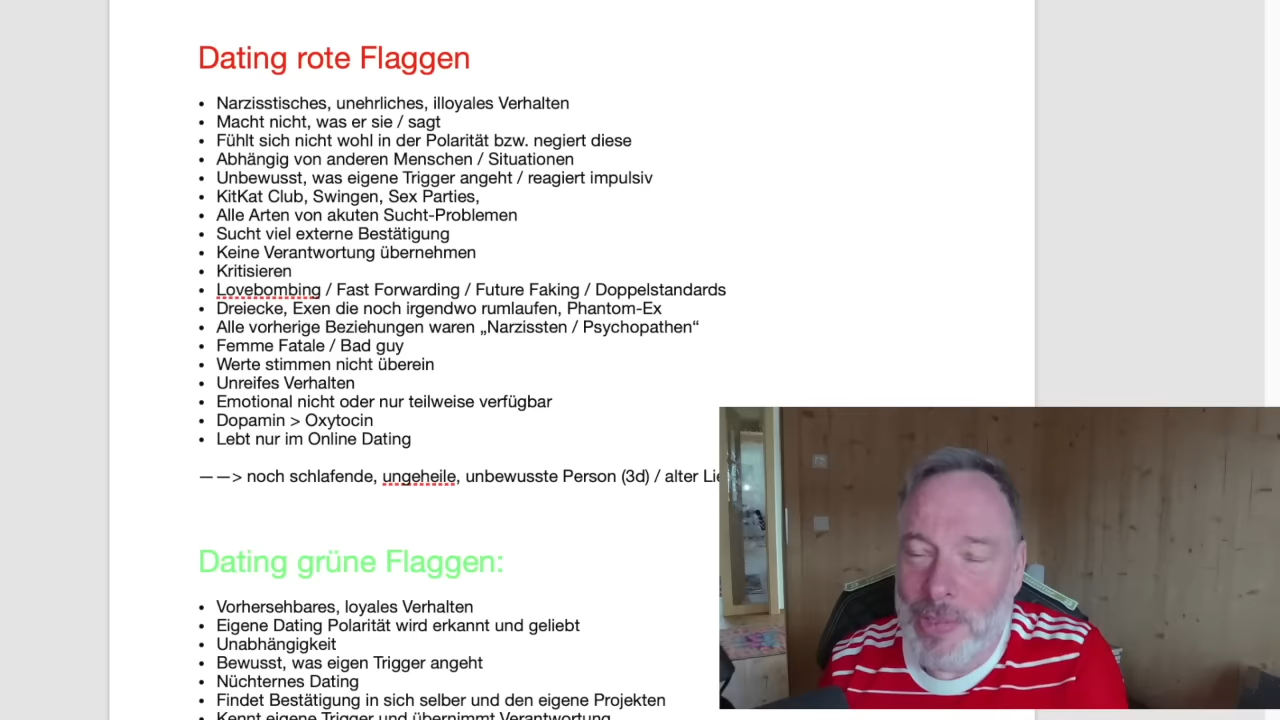 Dating rote Flaggen
• Narzisstisches, unehrliches, illoyales Verhalten
• Macht nicht, was er sie / sagt
• Fühlt sich nicht wohl in der Polarität bzw. negiert diese
• Abhängig von anderen Menschen / Situationen
• Unbewusst, was eigene Trigger angeht / reagiert impulsiv
• KitKat Club, Swingen, Sex Parties,
• Alle Arten von akuten Sucht-Problemen
• Sucht viel externe Bestätigung
• Keine Verantwortung übernehmen
• Kritisieren
• Lovebombing / Fast Forwarding / Future Faking / Doppelstandards
• Dreiecke, Exen die noch irgendwo rumlaufen, Phantom-Ex
• Alle vorherige Beziehungen waren „Narzissten / Psychopathen“
• Femme Fatale / Bad guy
• Werte stimmen nicht überein
• Unreifes Verhalten
• Emotional nicht oder nur teilweise verfügbar
• Dopamin > Oxytocin
• Lebt nur im Online Dating
——> noch schlafende, ungeheile, unbewusste Person (3d) / alter
Dating grüne Flaggen:
• Vorhersehbares, loyales Verhalten
• Eigene Dating Polarität wird erkannt und geliebt
• Unabhängigkeit
• Bewusst, was eigen Trigger angeht
• Nüchternes Dating
• Findet Bestätigung in sich selber und den eigene Projekten
• Kennt eigene Trigger und übernimmt Verantwortung